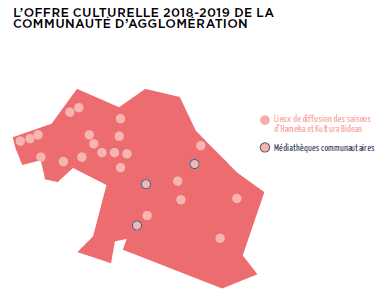 L'OFFRE CULTURELLE 2018-2019 DE LA
COMMUNAUTÉ D'AGGLOMÉRATION
Lieux de diffusion des saisons
d'Hameka et Kultura Bidean
Médiathèques communautaires